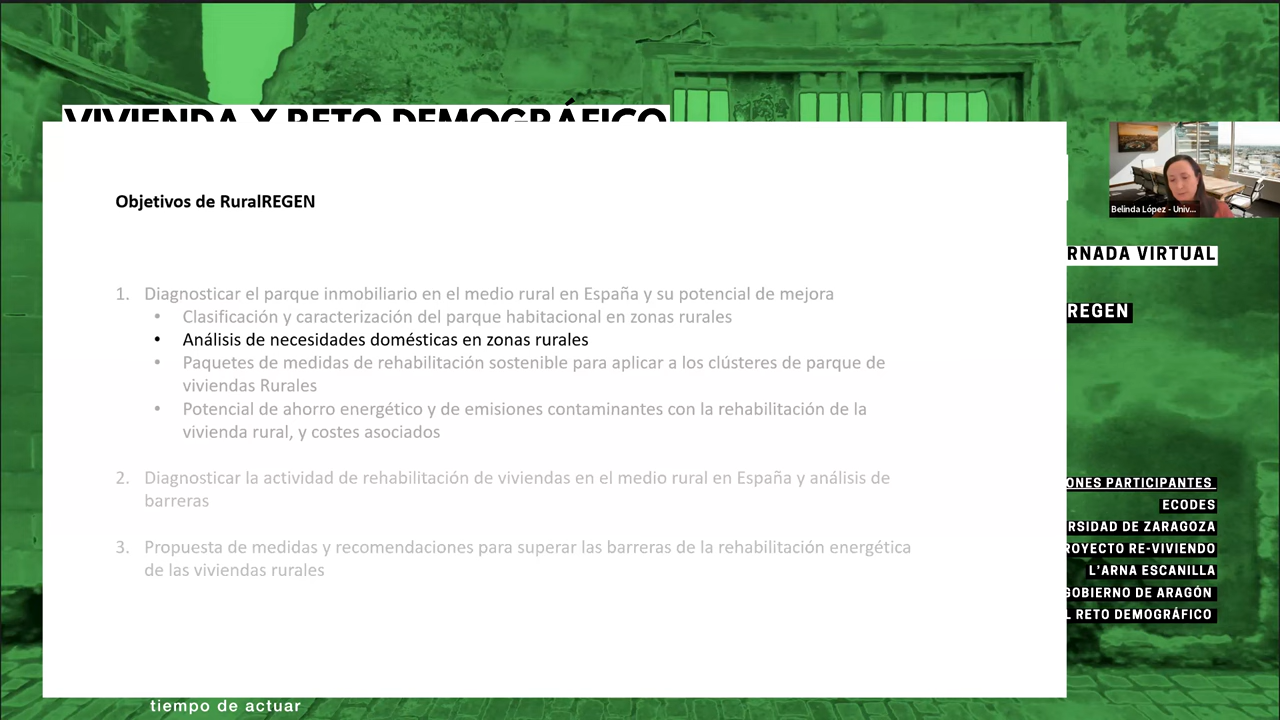 VIVIENDA Y RETO DEMOGRÁFICO
Objetivos de RuralREGEN
1. Diagnosticar el parque inmobiliario en el medio rural en España y su potencial de mejora
• Clasificación y caracterización del parque habitacional en zonas rurales
• Análisis de necesidades domésticas en zonas rurales
• Paquetes de medidas de rehabilitación sostenible para aplicar a los clústeres de parque de
viviendas Rurales
• Potencial de ahorro energético y de emisiones contaminantes con la rehabilitación de la
vivienda rural, y costes asociados
2. Diagnosticar la actividad de rehabilitación de viviendas en el medio rural en España y análisis de
barreras
3. Propuesta de medidas y recomendaciones para superar las barreras de la rehabilitación energética
de las viviendas rurales
Belinda López - Univ...
RNADA VIRTUAL
REGEN
ONES PARTICIPANTES
ECODES
RSIDAD DE ZARAGOZA
ROYECTO RE-VIVIENDO
L'ARNA ESCANILLA
GOBIERNO DE ARAGÓN
L RETO DEMOGRÁFICO
tiempo de actuar